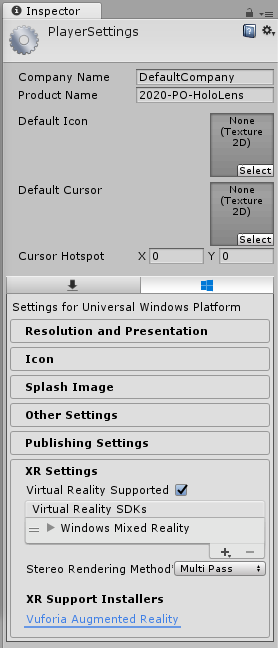 Inspector
PlayerSettings
Company Name DefaultCompany
Product Name 2020-PO-HoloLens
Default Icon
None
(Texture
2D)
Select
Default Cursor
None
(Texture
2D)
Select
Cursor Hotspot X 0 Y 0
Settings for Universal Windows Platform
Resolution and Presentation
Icon
Splash Image
Other Settings
Publishing Settings
XR Settings
Virtual Reality Supported
Virtual Reality SDKs
Windows Mixed Reality
Stereo Rendering Method* Multi Pass
XR Support Installers
Vuforia Augmented Reality